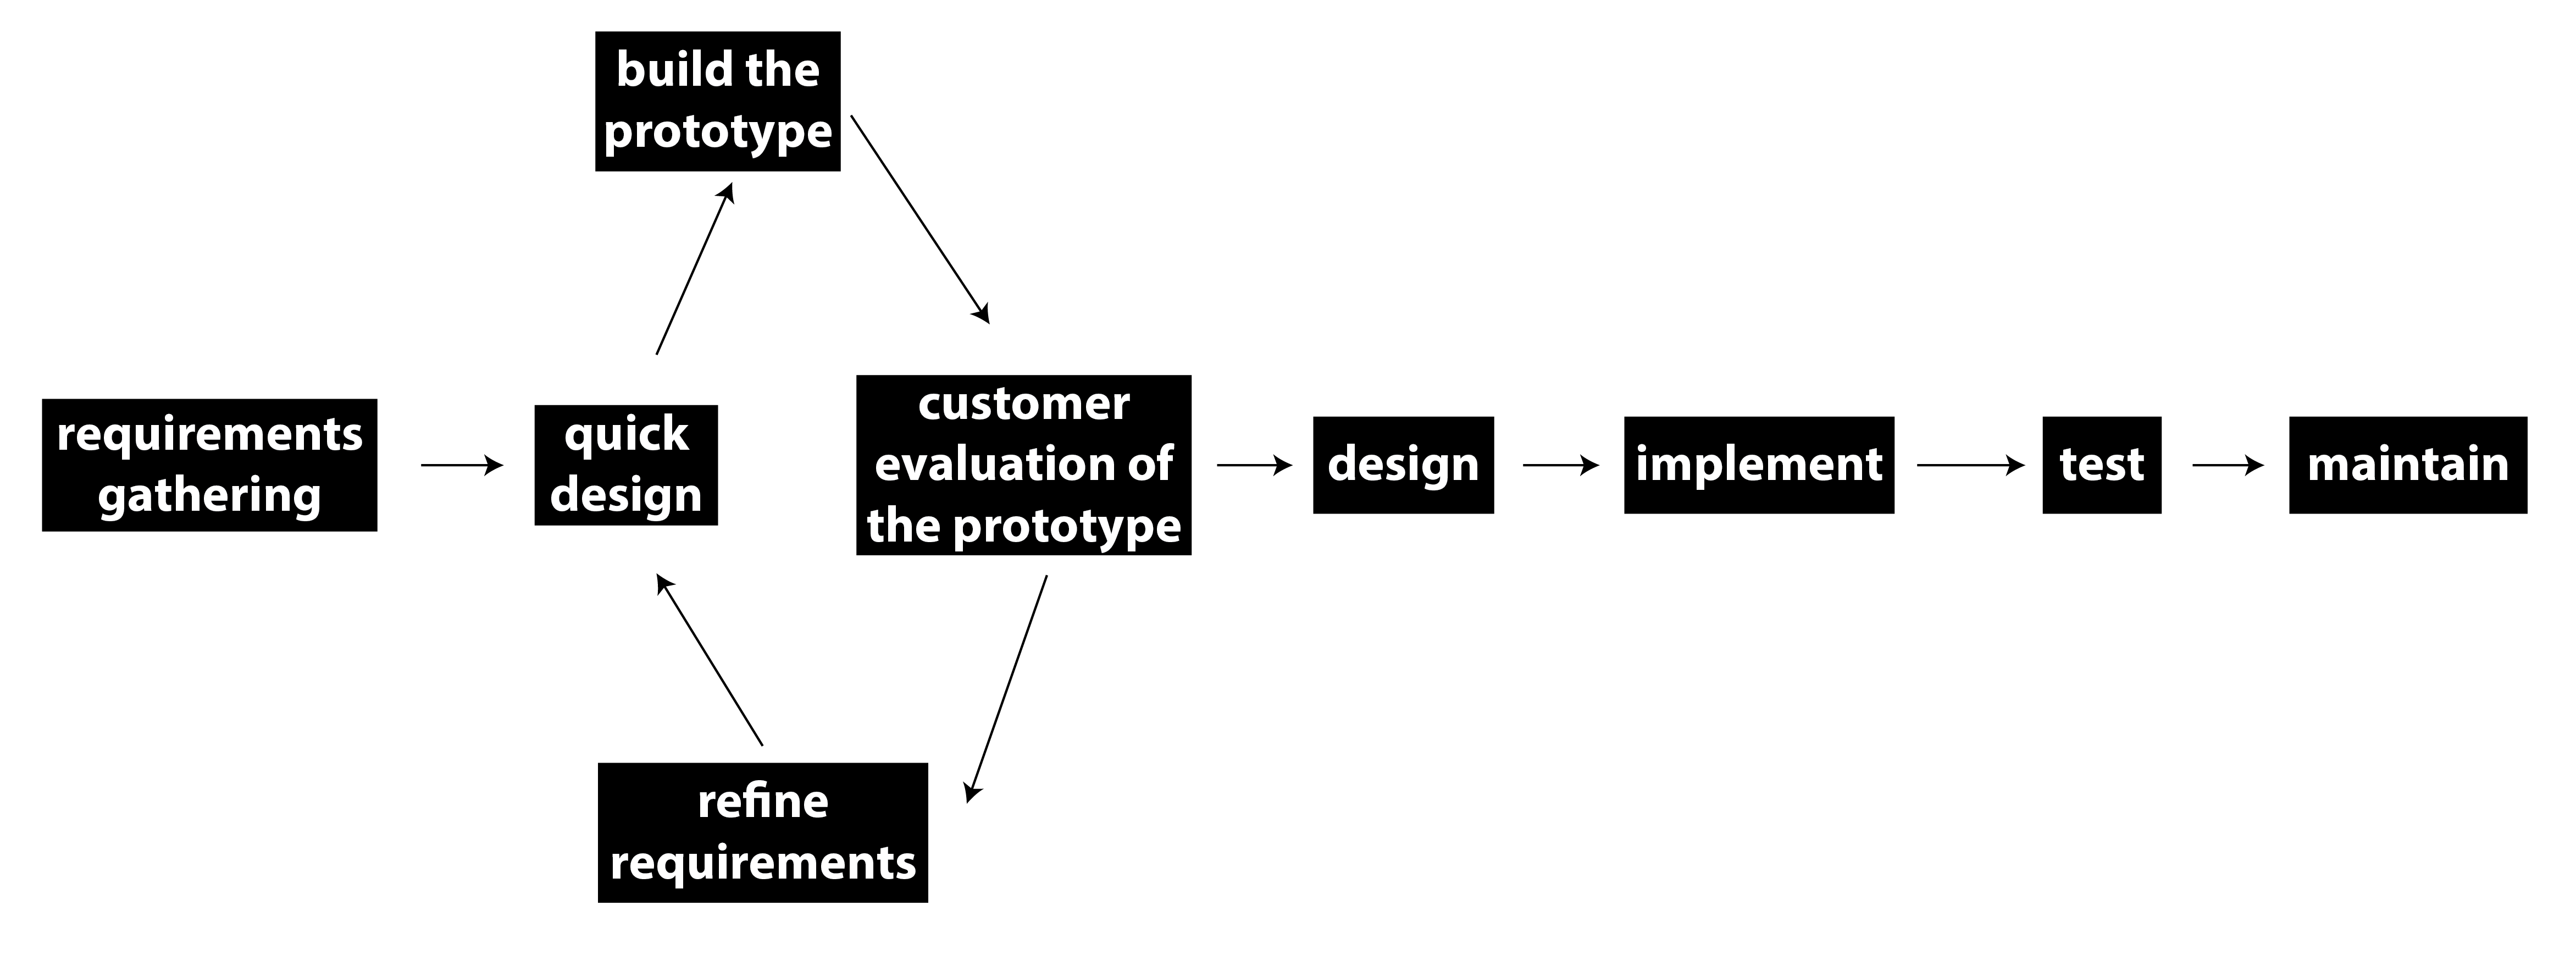 build the
prototype
requirements
gathering
quick
design
customer
evaluation of
the prototype
design
implement
test
maintain
refine
requirements